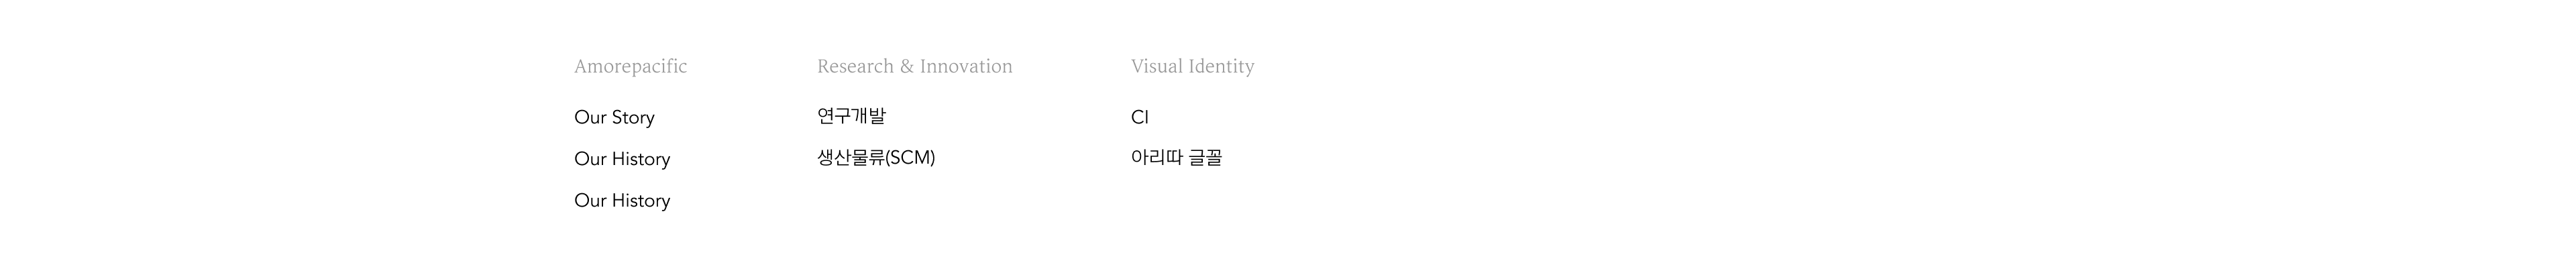 Amorepacific
Our Story
Our History
Our History
Research & Innovation
연구개발
생산물류(SCM)
Visual Identity
CI
아리따 글꼴